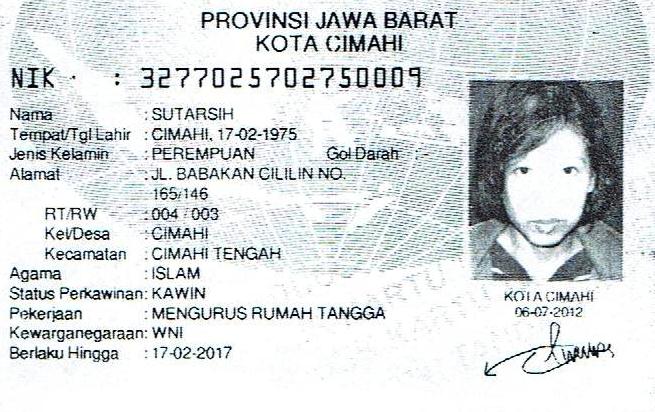 PROVINSI JAWA BARAT
KOTA CIMAHI
NIK : 3277025702750009
Nama : SUTARSIH
Tempat/Tgl Lahir : CIMAHI, 17-02-1975
Jenis Kelamin : PEREMPUAN Gol Darah : -
Alamat : JL. BABAKAN CILILIN NO.
165/146
RT/RW : 004 / 003
Kel/Desa : CIMAHI
Kecamatan : CIMAHI TENGAH
Agama : ISLAM
Status Perkawinan: KAWIN
Pekerjaan : MENGURUS RUMAH TANGGA
Kewarganegaraan: WNI
Berlaku Hingga : 17-02-2017
KOTA CIMAHI
06-07-2012